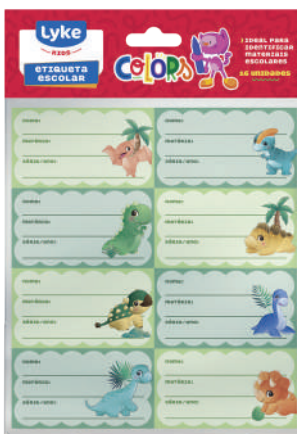 Lyke
KIDS
ETIQUETA
ESCOLAR
COLORS
IDEAL PARA
IDENTIFICAR
MATERIAIS
ESCOLARES
16 UNIDADES
NOME:
MATÉRIA:
SÉRIE/ANO:
NOME:
MATÉRIA:
SÉRIE/ANO:
NOME:
MATÉRIA:
SÉRIE/ANO:
NOME:
MATÉRIA:
SÉRIE/ANO:
NOME:
MATÉRIA:
SÉRIE/ANO:
NOME:
MATÉRIA:
SÉRIE/ANO:
NOME:
MATÉRIA:
SÉRIE/ANO:
NOME:
MATÉRIA:
SÉRIE/ANO: